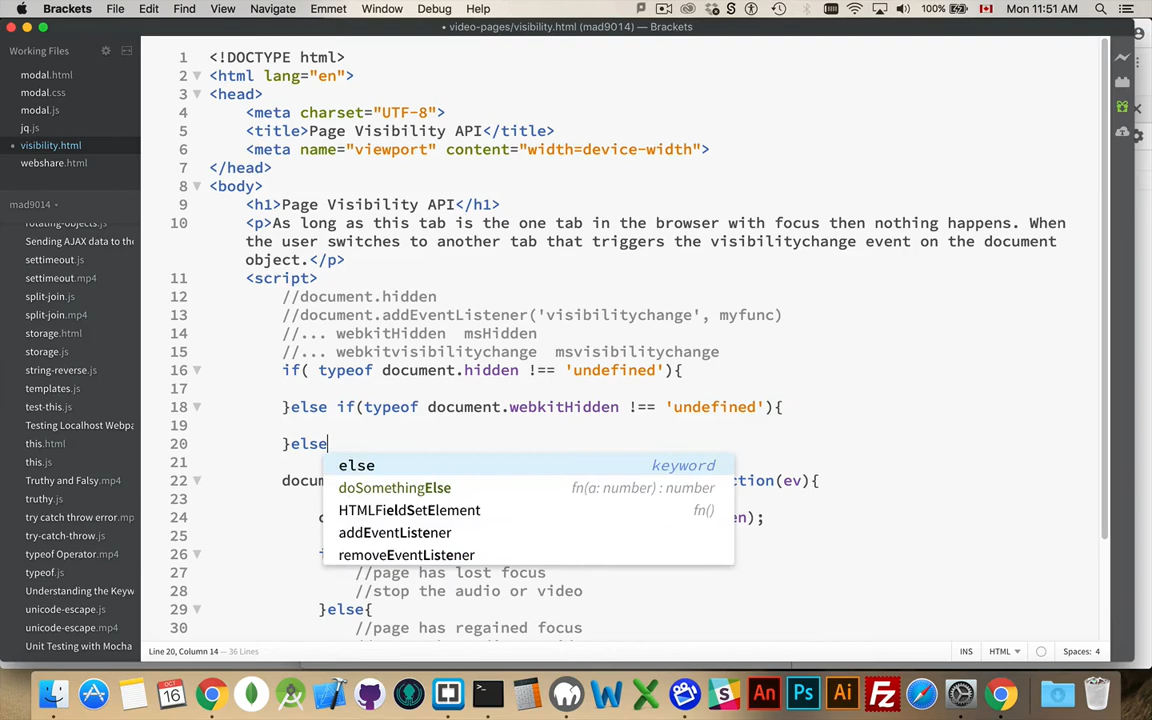 Brackets File Edit Find View Navigate Emmet Window Debug Help 100% Mon 11:51 AM
• video-pages/visibility.html (mad9014) — Brackets
Working Files
modal.html
modal.css
modal.js
jq.js
• visibility.html
webshare.html
mad9014
rotating-objects.js
Sending AJAX data to the
settimeout.js
settimeout.mp4
split-join.js
split-join.mp4
storage.html
storage.js
string-reverse.js
templates.js
test-this.js
Testing Localhost Webpa
this.html
this.js
Truthy and Falsy.mp4
truthy.js
try catch throw error.mp
try-catch-throw.js
typeof Operator.mp4
typeof.js
Understanding the Keyw
unicode-escape.js
unicode-escape.mp4
Unit Testing with Mocha
1 <!DOCTYPE html>
2 <html lang="en">
3 <head>
4 <meta charset="UTF-8">
5 <title>Page Visibility API</title>
6 <meta name="viewport" content="width=device-width">
7 </head>
8 <body>
9 <h1>Page Visibility API</h1>
10 <p>As long as this tab is the one tab in the browser with focus then nothing happens. When
the user switches to another tab that triggers the visibilitychange event on the document
object.</p>
11 <script>
12 //document.hidden
13 //document.addEventListener('visibilitychange', myfunc)
14 //... webkitHidden msHidden
15 //... webkitvisibilitychange msvisibilitychange
16 if( typeof document.hidden !== 'undefined'){
17
18 }else if(typeof document.webkitHidden !== 'undefined'){
19
20 }else
else keyword
21
doSomethingElse fn(a: number) : number
22 docu ction(ev){
HTMLFieldSetElement fn()
24 c en);
addEventListener
25
removeEventListener
26 i
27 //page has lost focus
28 //stop the audio or video
29 }else{
30 //page has regained focus
Line 20, Column 14 — 36 Lines
INS HTML Spaces: 4
OCT
16
An Ps Ai Fz